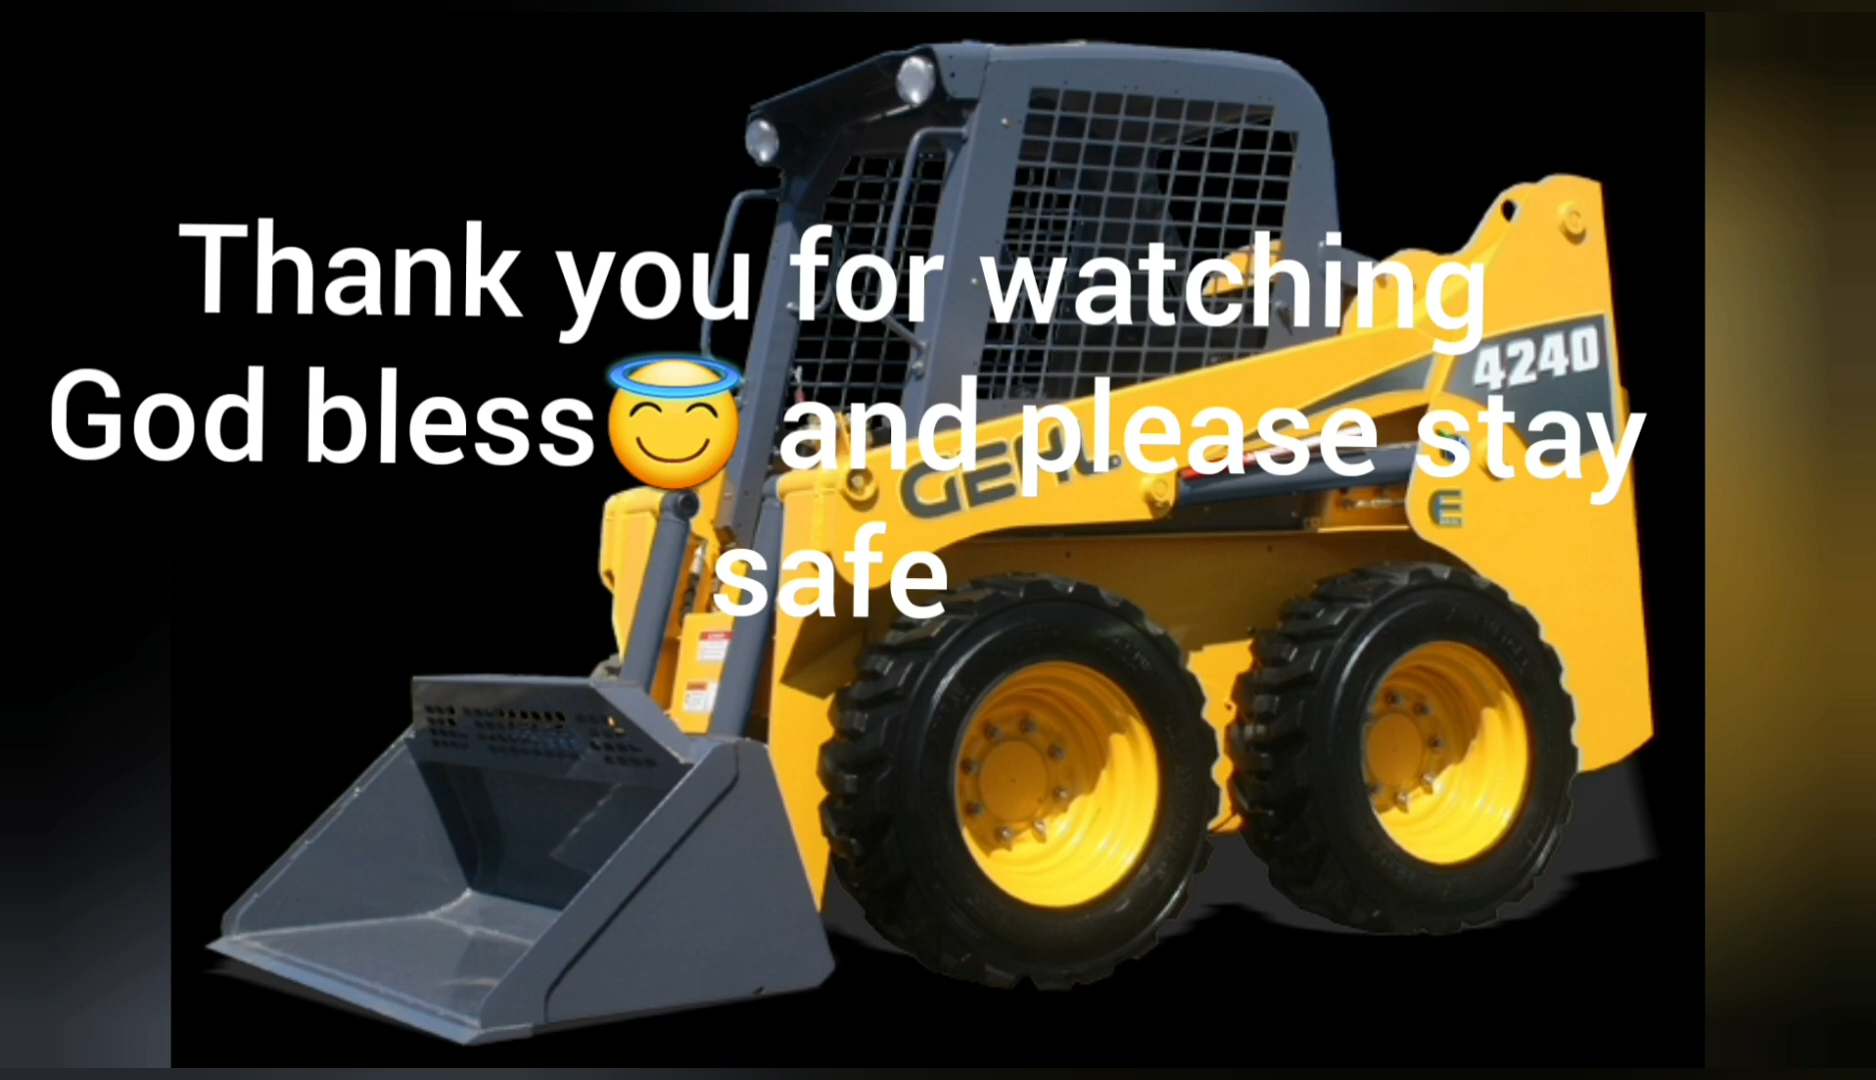 Thank you for watching
God bless😇 and please stay
safe
4240
E